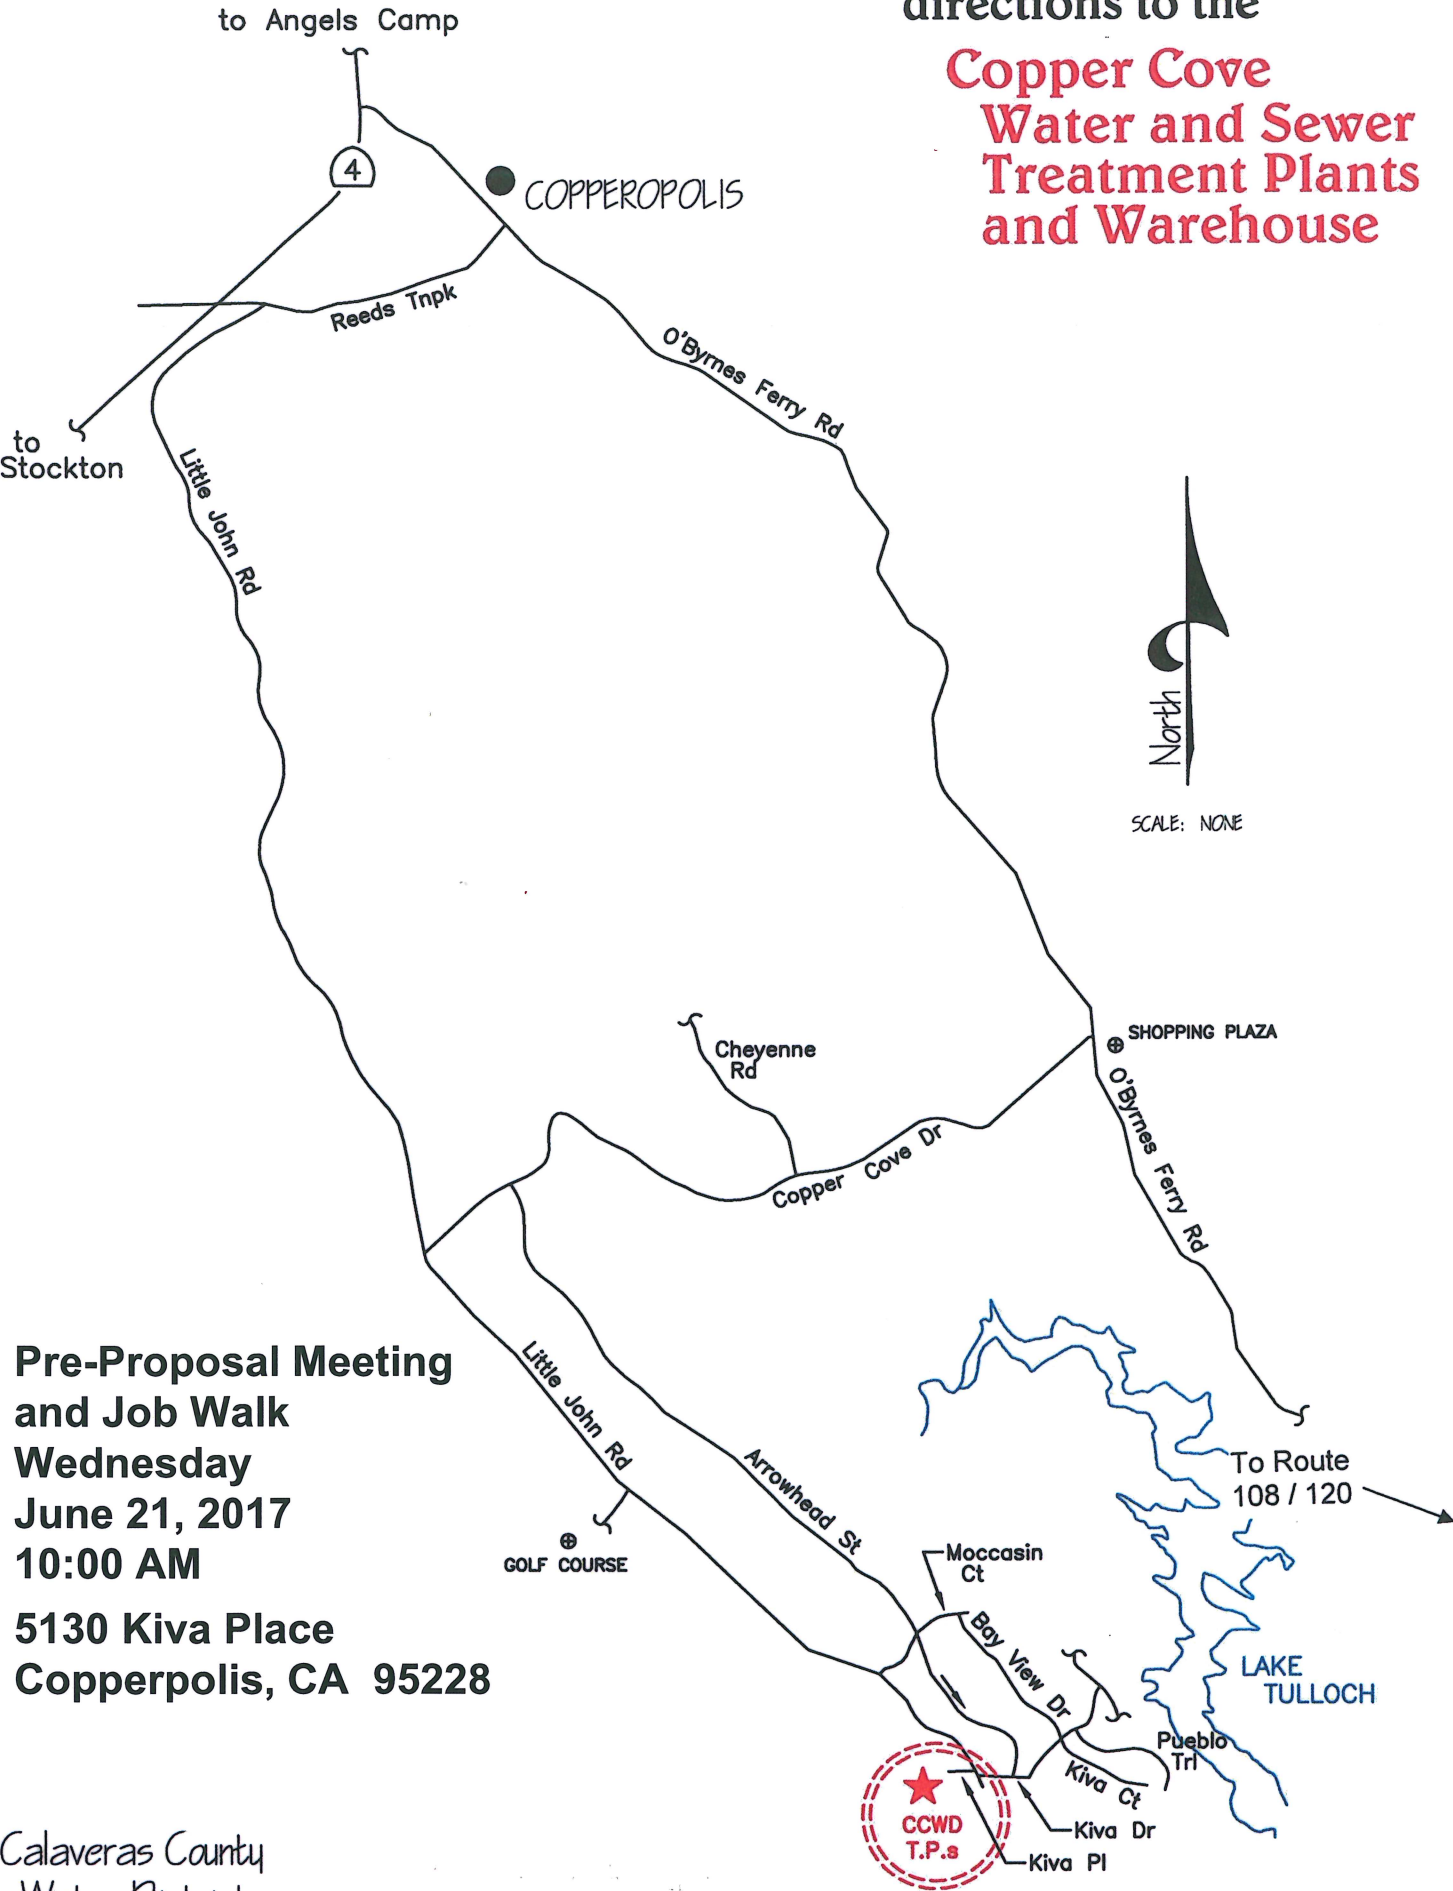 to Angels Camp
directions to the
Copper Cove
Water and Sewer
Treatment Plants
and Warehouse
4
COPPEROPOLIS
Reeds Tnpk
O'Byrnes Ferry Rd
to
Stockton
Little John Rd
North
SCALE: NONE
SHOPPING PLAZA
Cheyenne
Rd
O'Byrnes Ferry Rd
Copper Cove Dr
Pre-Proposal Meeting
and Job Walk
Wednesday
June 21, 2017
10:00 AM
5130 Kiva Place
Copperpolis, CA 95228
Little John Rd
Arrowhead St
To Route
108 / 120
GOLF COURSE
Moccasin
Ct
Bay View Dr
LAKE
TULLOCH
Pueblo
Trl
Kiva Ct
CCWD
T.P.s
Kiva Dr
Kiva Pl
Calaveras County
Water District